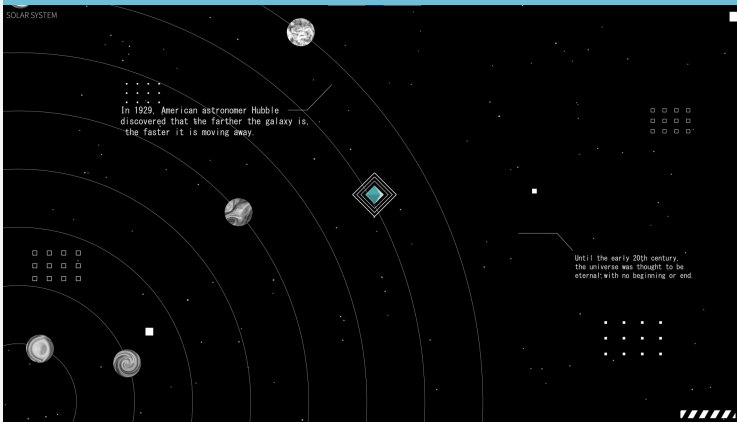 SOLAR SYSTEM
In 1929, American astronomer Hubble
discovered that the farther the galaxy is,
the faster it is moving away.
Until the early 20th century,
the universe was thought to be
eternal, with no beginning or end.